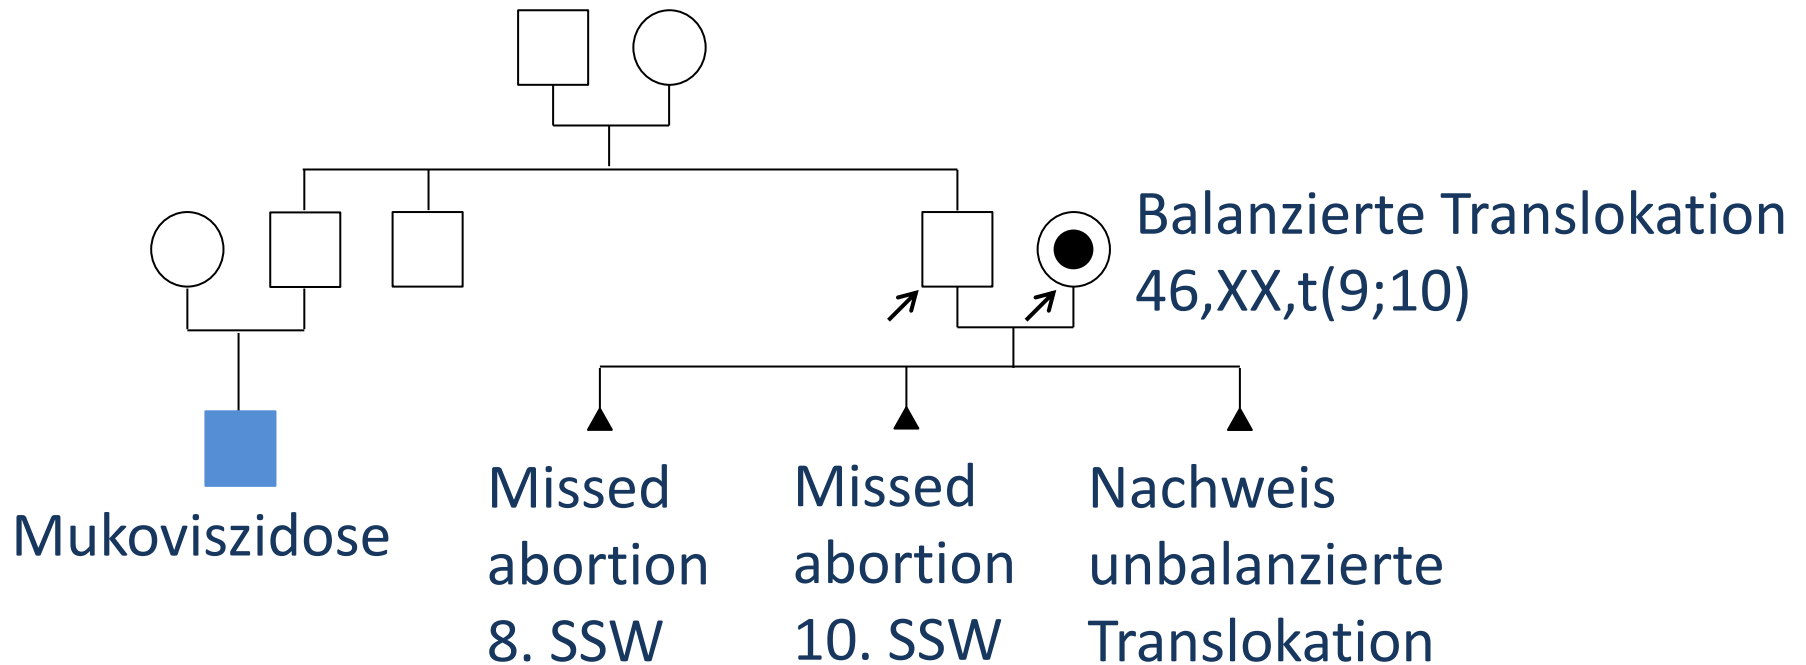 Balanzierte Translokation
46,XX,t(9;10)
Mukoviszidose
Missed
abortion
8. SSW
Missed
abortion
10. SSW
Nachweis
unbalanzierte
Translokation